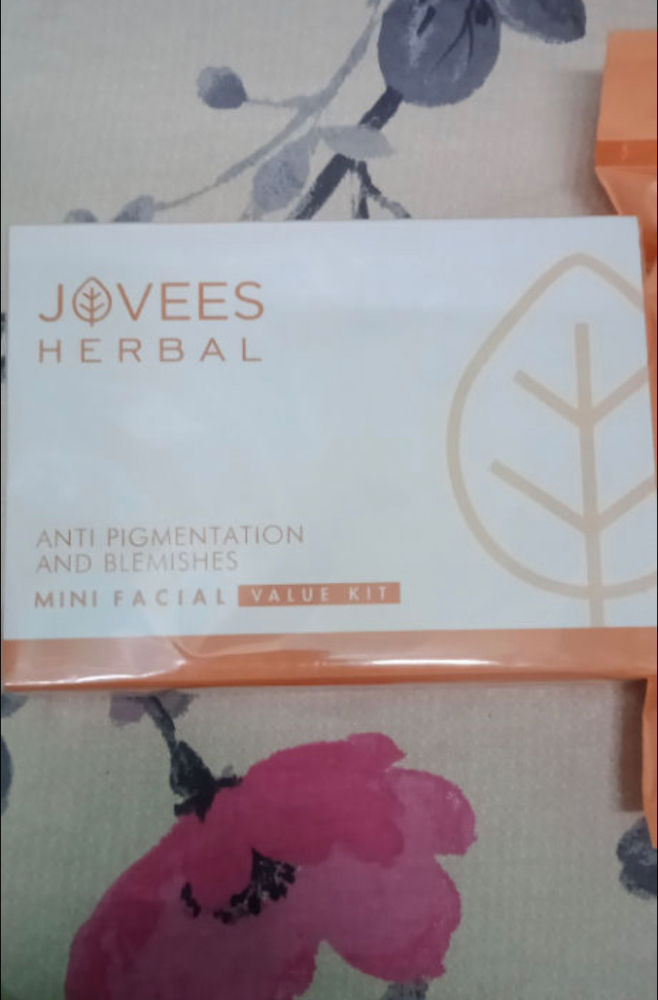 JOVEES
HERBAL
ANTI PIGMENTATION
AND BLEMISHES
MINI FACIAL VALUE KIT